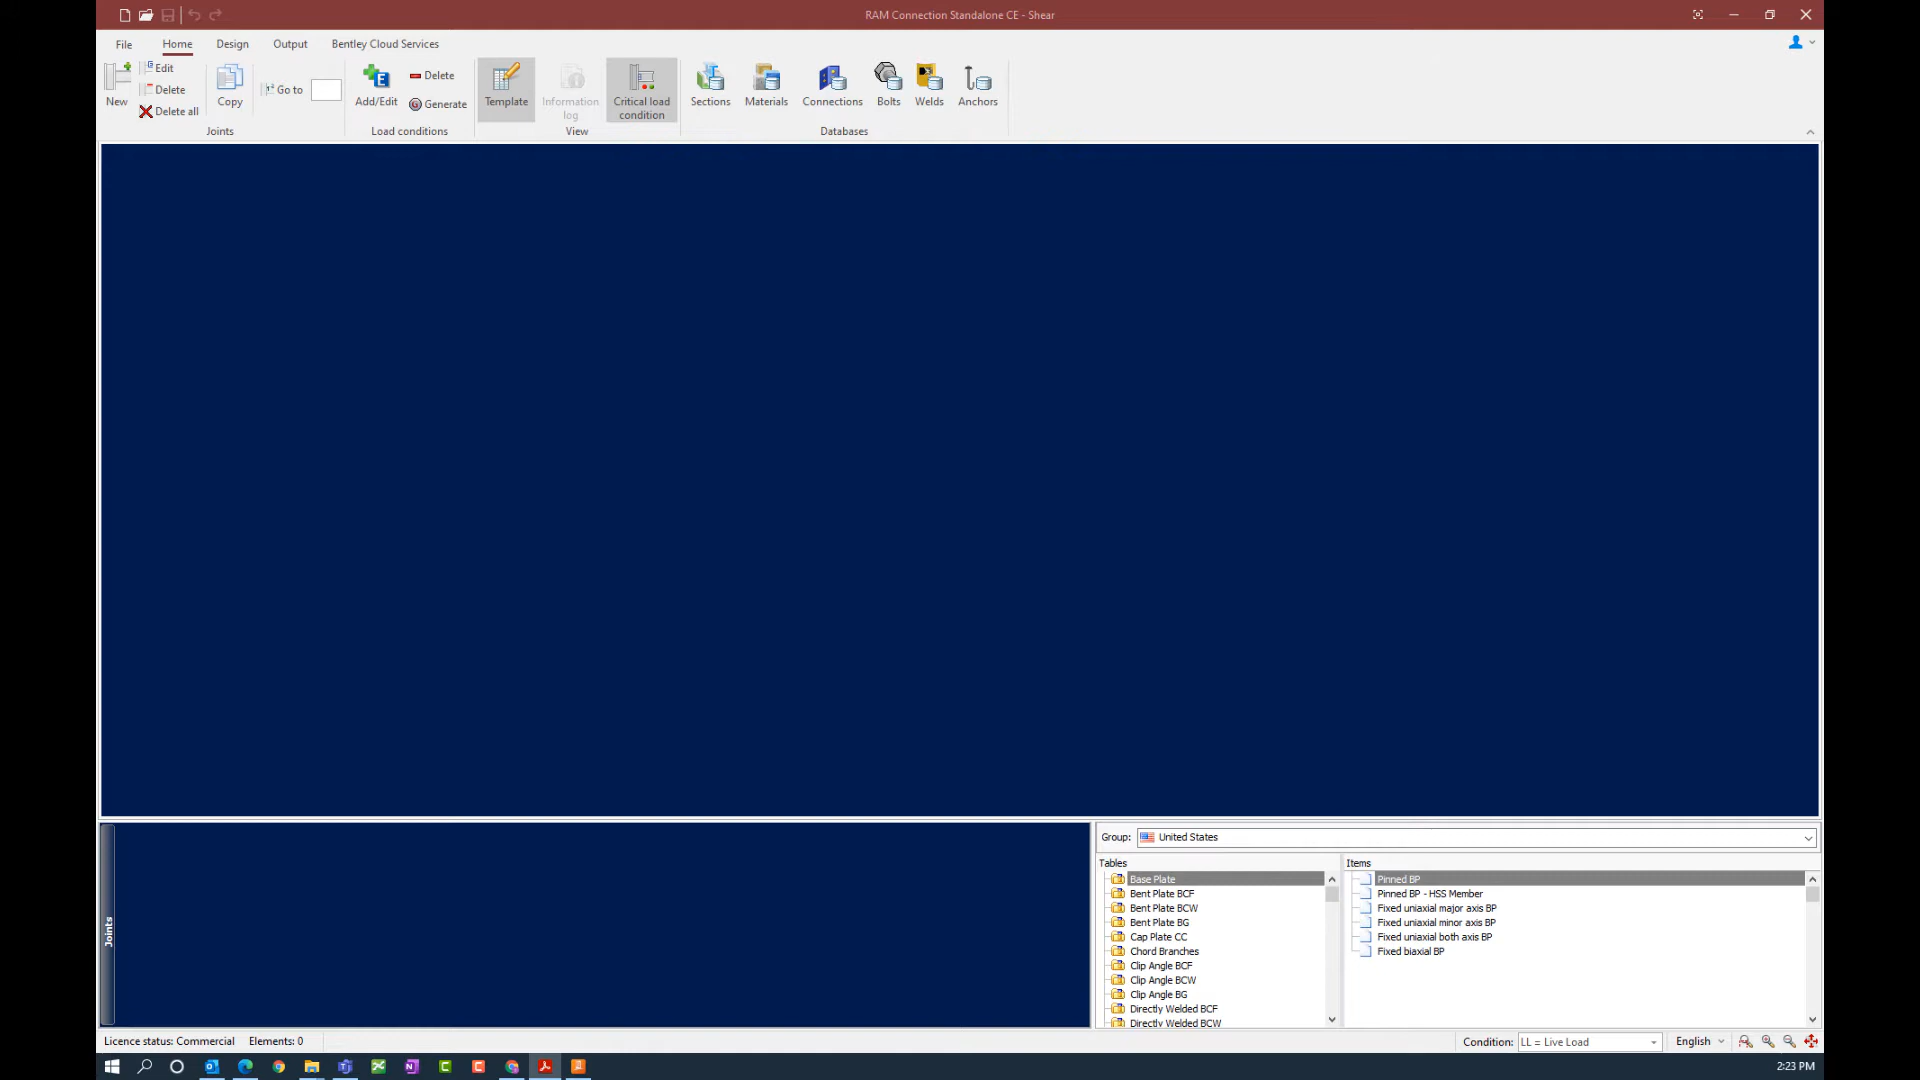 RAM Connection Standalone CE - Shear
File Home Design Output Bentley Cloud Services
New
Edit
Delete
Delete all
Copy
Go to
Joints
Add/Edit
Delete
Generate
Load conditions
Template
Information log
Critical load condition
View
Sections
Materials
Connections
Bolts
Welds
Anchors
Databases
Joints
Group: United States
Tables
Base Plate
Bent Plate BCF
Bent Plate BCW
Bent Plate BG
Cap Plate CC
Chord Branches
Clip Angle BCF
Clip Angle BCW
Clip Angle BG
Directly Welded BCF
Directly Welded BCW
Items
Pinned BP
Pinned BP - HSS Member
Fixed uniaxial major axis BP
Fixed uniaxial minor axis BP
Fixed uniaxial both axis BP
Fixed biaxial BP
Licence status: Commercial Elements: 0
Condition: LL = Live Load English
2:23 PM